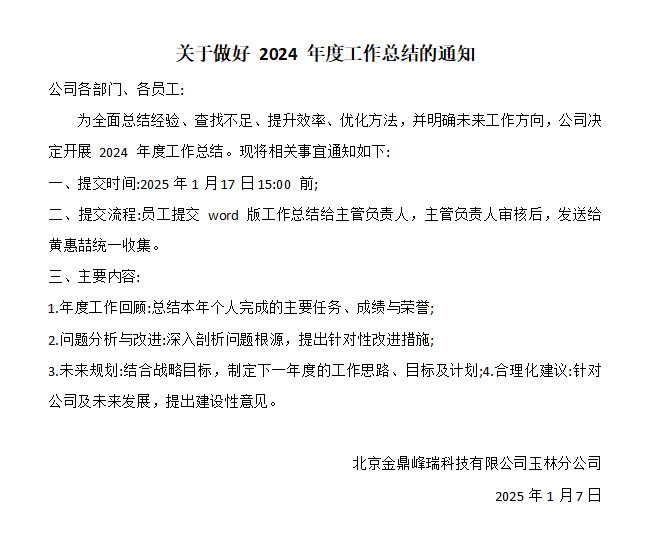 关于做好 2024 年度工作总结的通知
公司各部门、各员工:
为全面总结经验、查找不足、提升效率、优化方法，并明确未来工作方向，公司决
定开展 2024 年度工作总结。现将相关事宜通知如下:
一、提交时间:2025 年 1 月 17 日 15:00 前;
二、提交流程:员工提交 word 版工作总结给主管负责人，主管负责人审核后，发送给
黄惠喆统一收集。
三、主要内容:
1.年度工作回顾:总结本年个人完成的主要任务、成绩与荣誉;
2.问题分析与改进:深入剖析问题根源，提出针对性改进措施;
3.未来规划:结合战略目标，制定下一年度的工作思路、目标及计划;4.合理化建议:针对
公司及未来发展，提出建设性意见。
北京金鼎峰瑞科技有限公司玉林分公司
2025 年 1 月 7 日